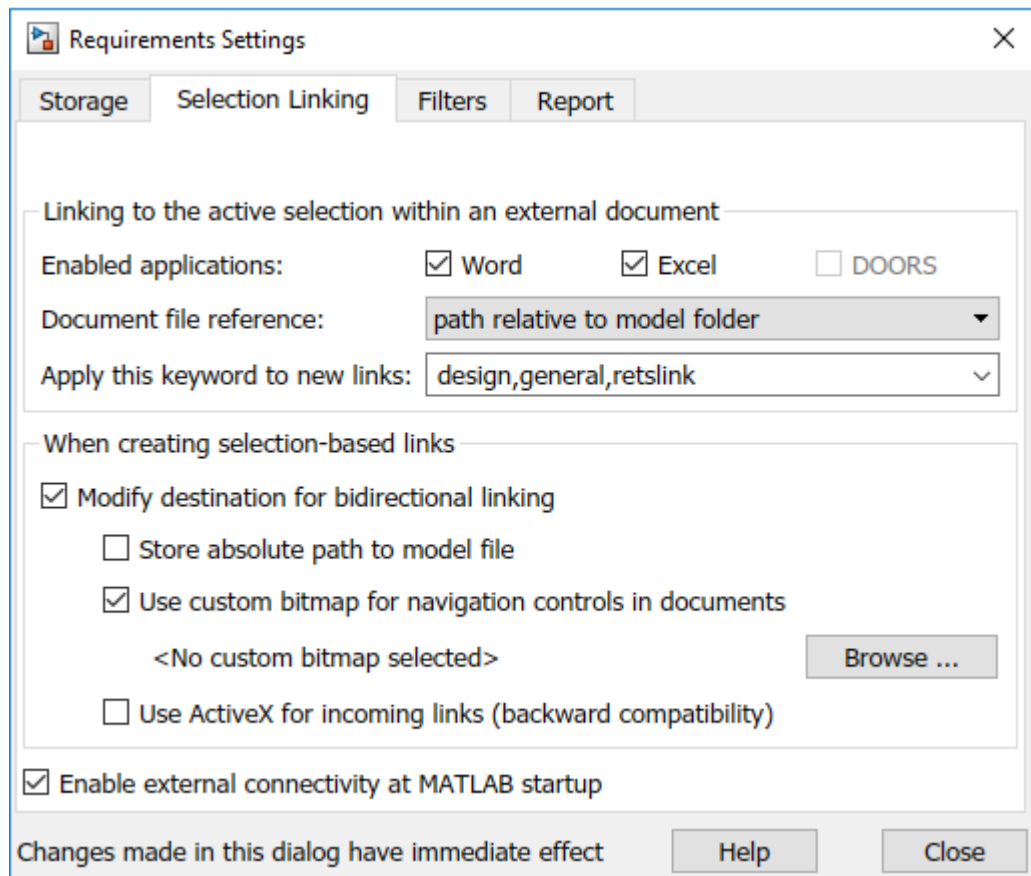 Requirements Settings
Storage Selection Linking Filters Report
Linking to the active selection within an external document
Enabled applications: Word Excel DOORS
Document file reference: path relative to model folder
Apply this keyword to new links: design,general,retslink
When creating selection-based links
Modify destination for bidirectional linking
Store absolute path to model file
Use custom bitmap for navigation controls in documents
<No custom bitmap selected> Browse ...
Use ActiveX for incoming links (backward compatibility)
Enable external connectivity at MATLAB startup
Changes made in this dialog have immediate effect Help Close